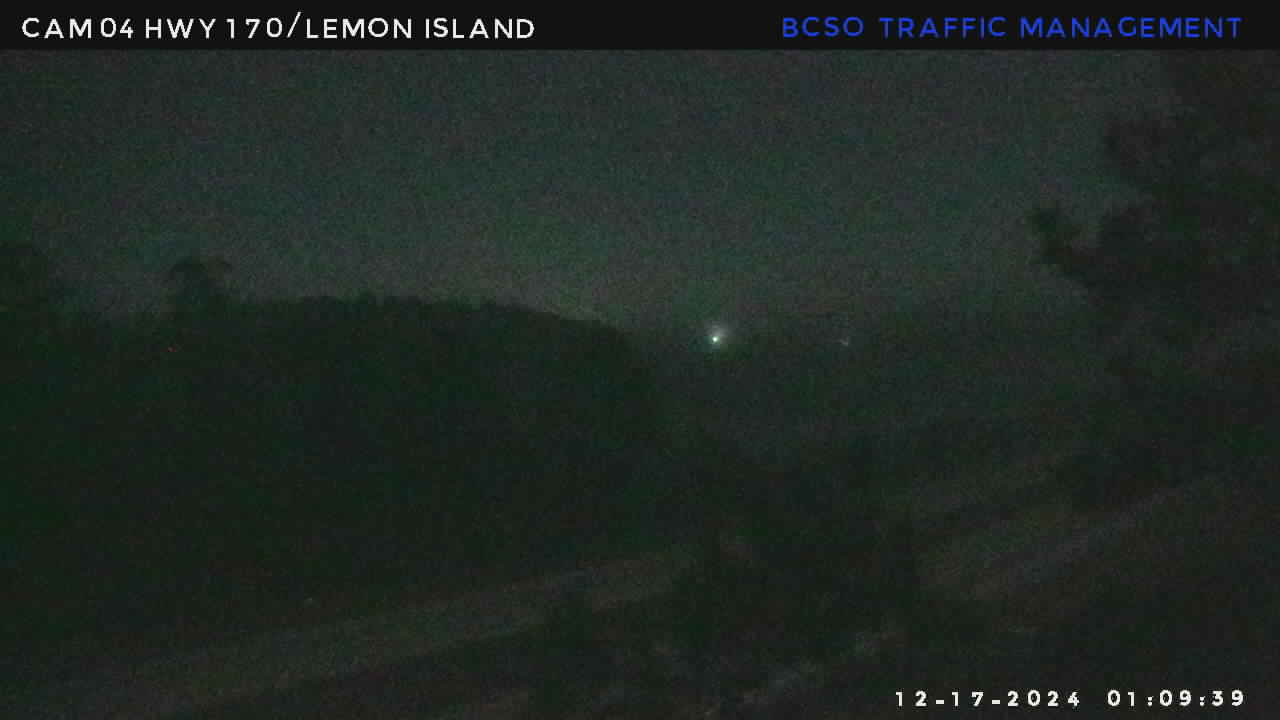 CAM 04 HWY 170/LEMON ISLAND
BCSO TRAFFIC MANAGEMENT
12-17-2024 01:09:39